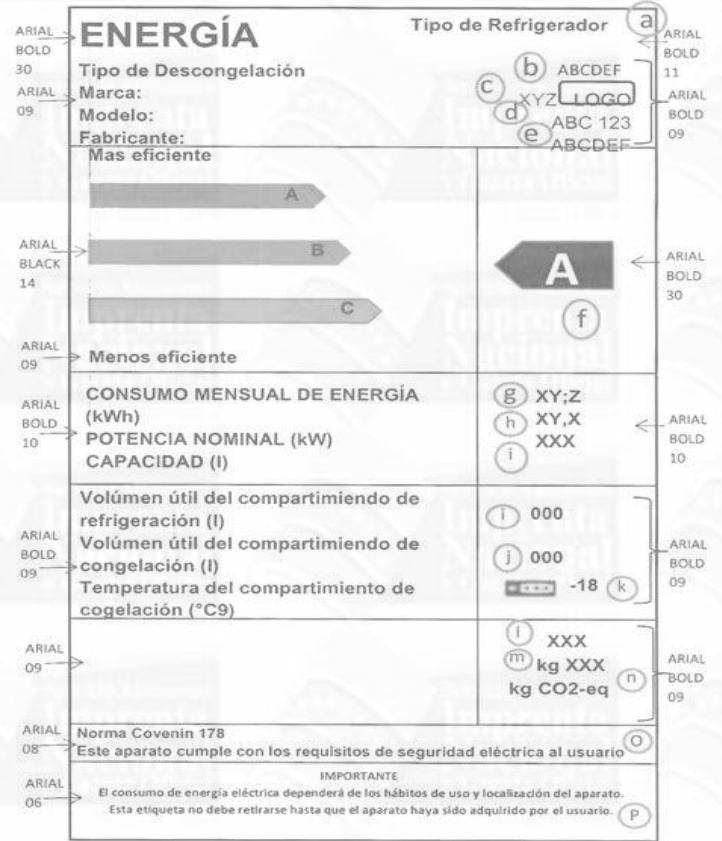 ENERGÍA
Tipo de Refrigerador
a
ARIAL BOLD 30
ARIAL BOLD 11
Tipo de Descongelación
b ABCDEF
ARIAL 09
Marca:
c XYZ LOGO
ARIAL BOLD 09
Modelo:
d ABC 123
Fabricante:
e ABCDEF
Mas eficiente
A
ARIAL BLACK 14
B
A
ARIAL BOLD 30
C
f
ARIAL 09
Menos eficiente
CONSUMO MENSUAL DE ENERGÍA
g XY;Z
ARIAL BOLD 10
(kWh)
h XY,X
ARIAL BOLD 10
POTENCIA NOMINAL (kW)
XXX
CAPACIDAD (I)
i
Volúmen útil del compartimiendo de
refrigeración (I)
i 000
ARIAL BOLD 09
Volúmen útil del compartimiento de
congelación (I)
j 000
ARIAL BOLD 09
Temperatura del compartimiento de
-18 k
cogelación (°C9)
l XXX
ARIAL 09
m kg XXX
ARIAL BOLD 09
kg CO2-eq n
ARIAL 08
Norma Covenin 178
Este aparato cumple con los requisitos de seguridad eléctrica al usuario O
IMPORTANTE
ARIAL 06
El consumo de energía eléctrica dependerá de los hábitos de uso y localización del aparato.
Esta etiqueta no debe retirarse hasta que el aparato haya sido adquirido por el usuario. P
Imprenta
Nacional